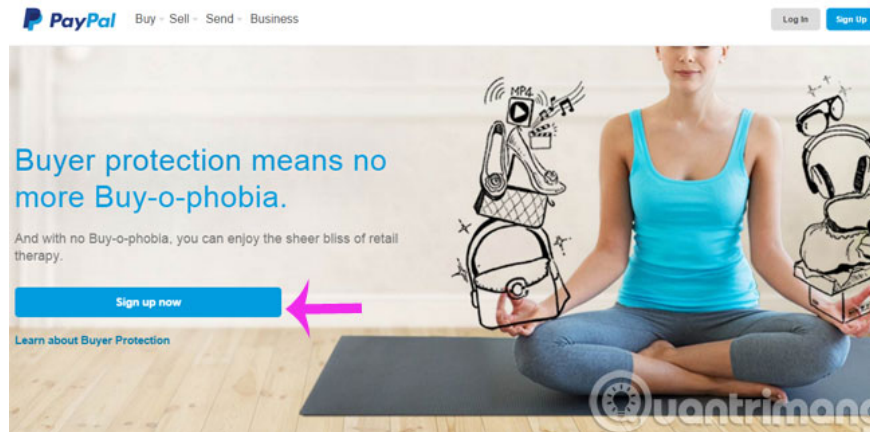 PayPal Buy Sell Send Business Log In Sign Up
MP4
Buyer protection means no
more Buy-o-phobia.
And with no Buy-o-phobia, you can enjoy the sheer bliss of retail
therapy.
Sign up now
Learn about Buyer Protection
Quantrimang